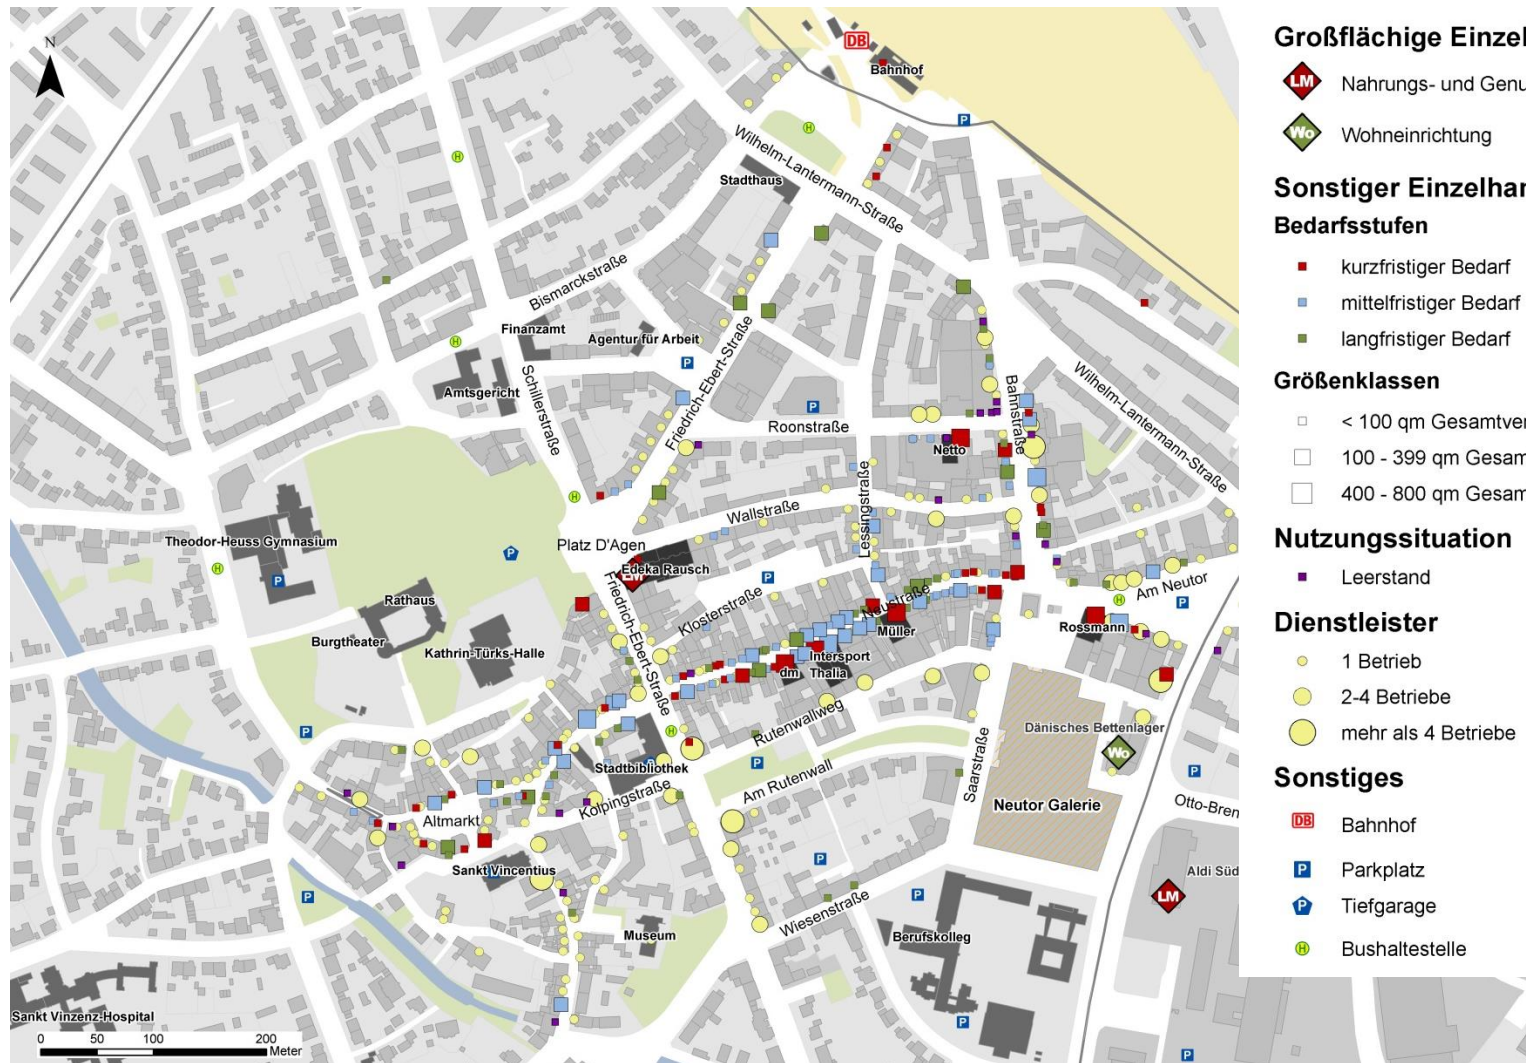 N
DB
Bahnhof
P
H
Wilhelm-Lantermann-Straße
Stadthaus
H
Bismarckstraße
Finanzamt
Agentur für Arbeit
H
P
Amtsgericht
Schillerstraße
Friedrich-Ebert-Straße
Bahnstraße
Wilhelm-Lantermann-Straße
P
Roonstraße
Netto
H
Lessingstraße
Wallstraße
Theodor-Heuss Gymnasium
Platz D'Agen
H
P
P
LM
Edeka Rausch
P
Am Neutor
H
P
Rathaus
Klosterstraße
Neustraße
Burgtheater
Kathrin-Türks-Halle
Friedrich-Ebert-Straße
Müller
Rossmann
Intersport
dm
Thalia
Rutenwallweg
Dänisches Bettenlager
P
H
Wo
Stadtbibliothek
P
P
P
Am Rutenwall
Saarstraße
Kolpingstraße
Neutor Galerie
Otto-Bren
Altmarkt
Sankt Vincentius
P
P
Aldi Süd
P
P
LM
Wiesenstraße
Museum
Berufskolleg
Sankt Vinzenz-Hospital
P
P
0 50 100 200
Meter
Großflächige Einzel
LM Nahrungs- und Genu
Wo Wohneinrichtung
Sonstiger Einzelhar
Bedarfsstufen
kurzfristiger Bedarf
mittelfristiger Bedarf
langfristiger Bedarf
Größenklassen
< 100 qm Gesamtver
100 - 399 qm Gesam
400 - 800 qm Gesam
Nutzungssituation
Leerstand
Dienstleister
1 Betrieb
2-4 Betriebe
mehr als 4 Betriebe
Sonstiges
DB Bahnhof
P Parkplatz
P Tiefgarage
H Bushaltestelle